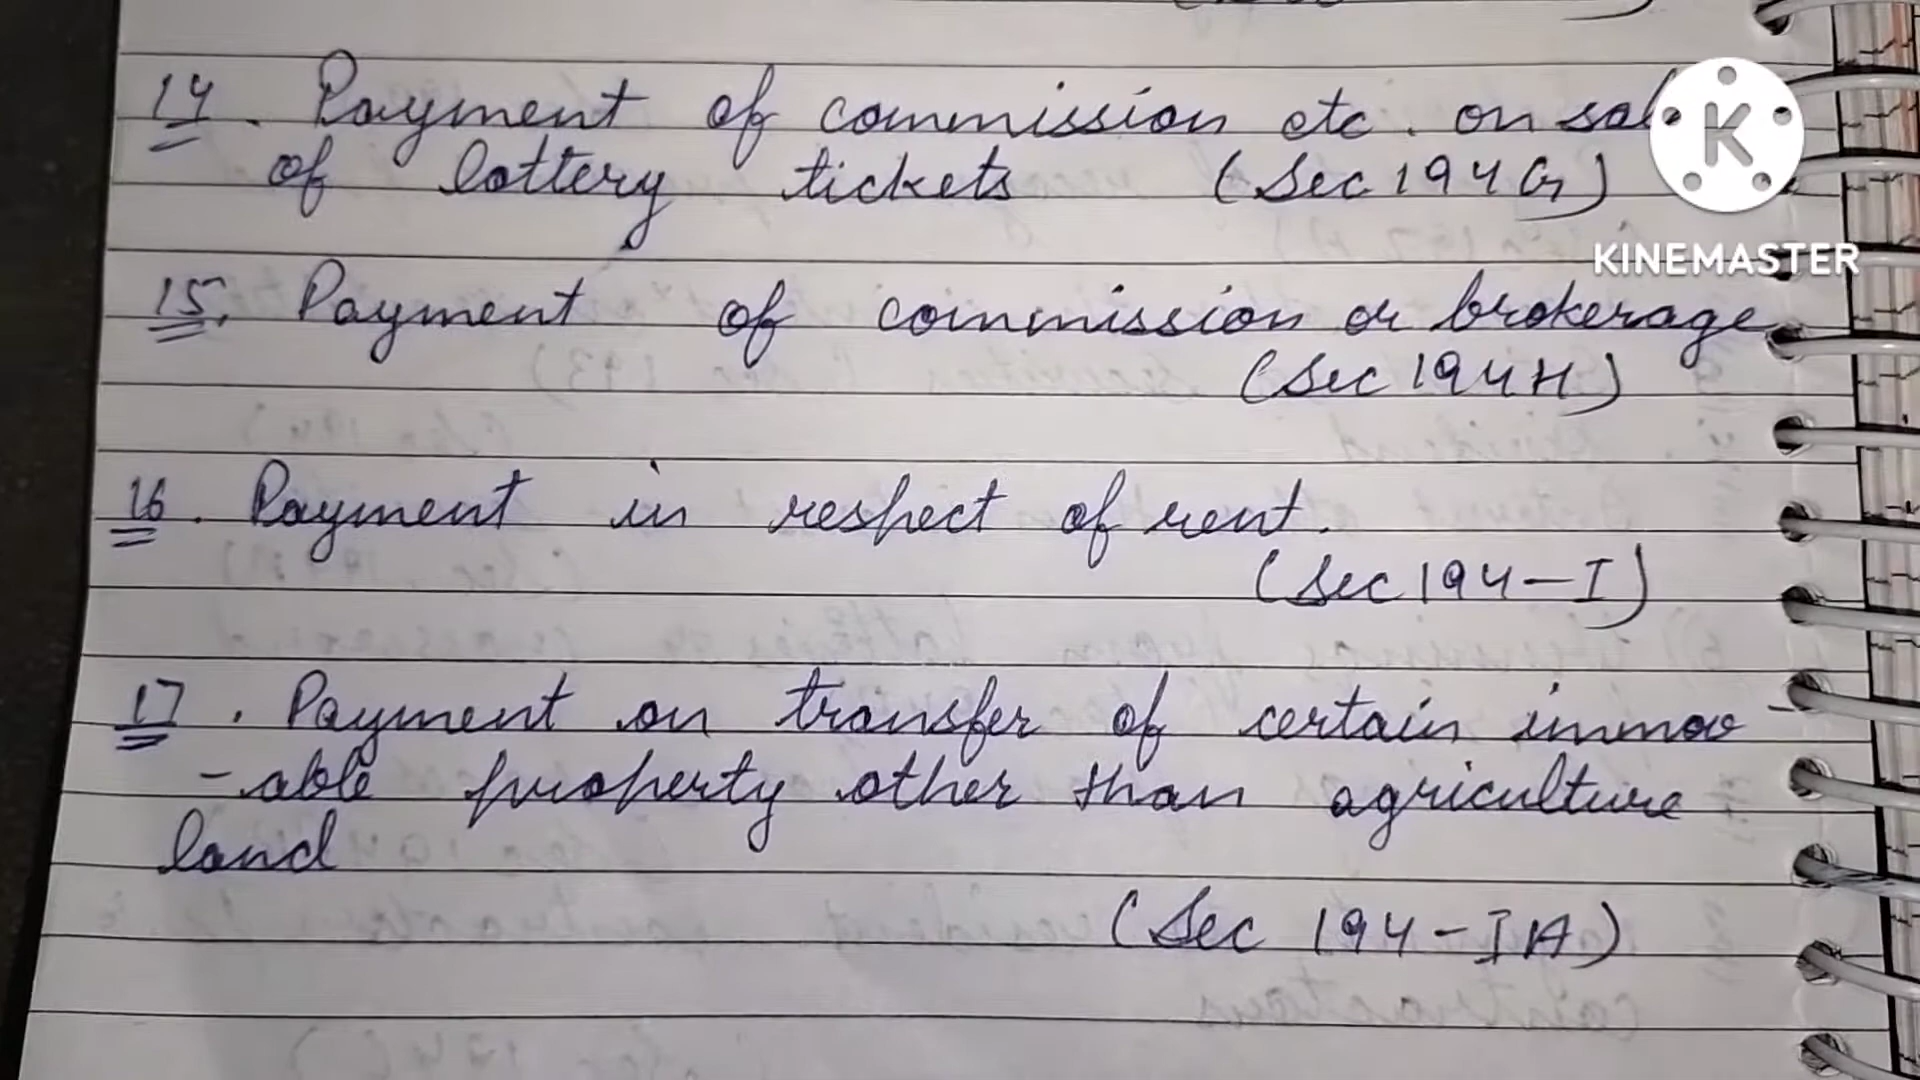 14. Payment of commission etc. on sale
of lottery tickets (Sec 194G)
K
KINEMASTER
15. Payment of commission or brokerage
(Sec 194H)
16. Payment in respect of rent.
(Sec 194-I)
17. Payment on transfer of certain immov-
-able property other than agriculture
land
(Sec 194-IA)